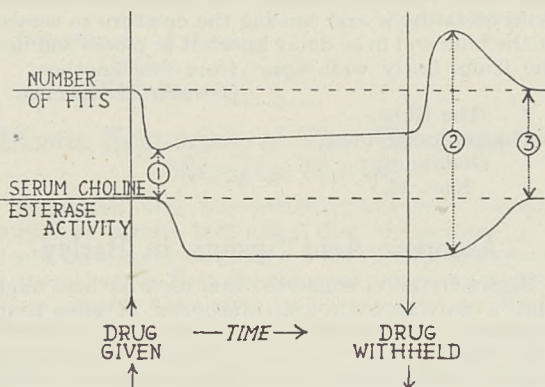 NUMBER
OF FITS
1
2
3
SERUM CHOLINE
ESTERASE
ACTIVITY
DRUG
GIVEN
TIME
DRUG
WITHHELD